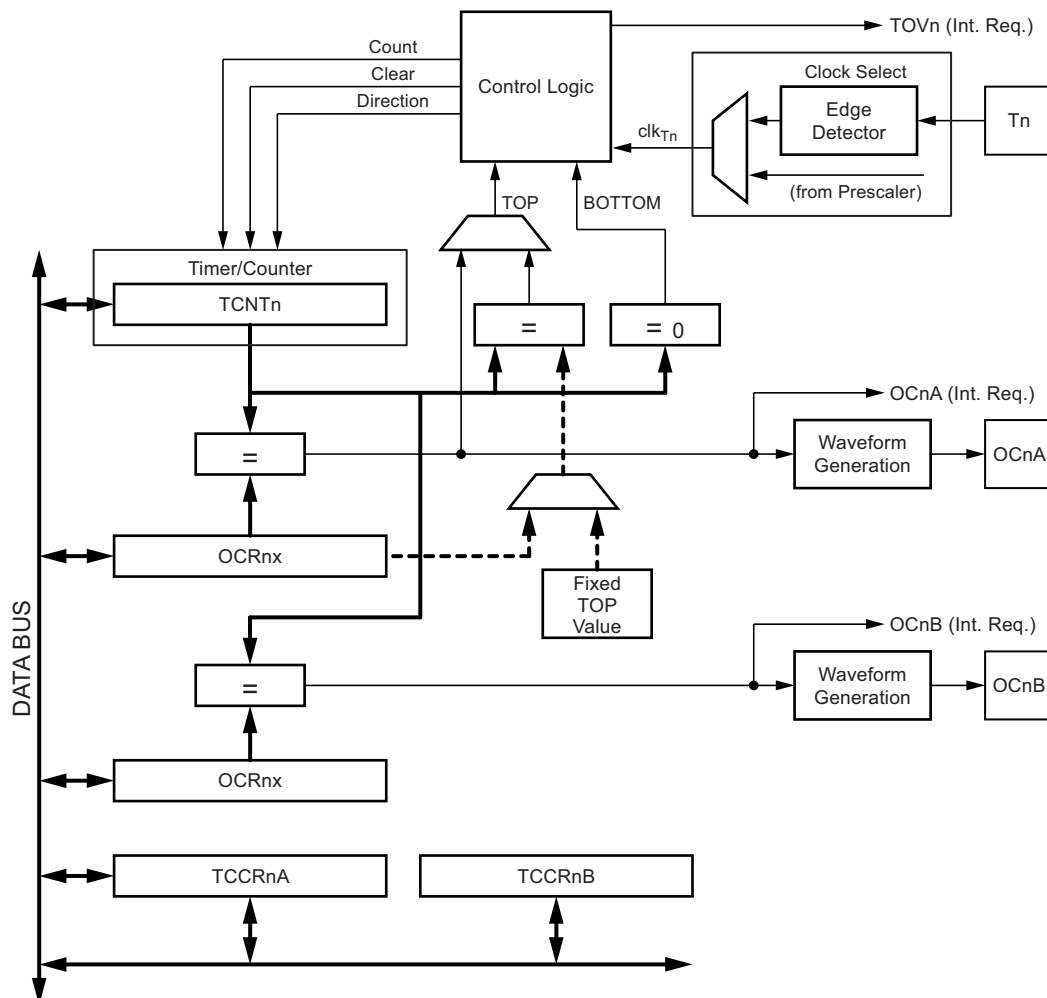 TOVn (Int. Req.)
Count
Clear
Direction
Control Logic
Clock Select
Edge
Detector
Tn
clkTn
(from Prescaler)
TOP
BOTTOM
Timer/Counter
TCNTn
=
= 0
OCnA (Int. Req.)
=
Waveform
Generation
OCnA
OCRnx
Fixed
TOP
Value
DATA BUS
OCnB (Int. Req.)
=
Waveform
Generation
OCnB
OCRnx
TCCRnA
TCCRnB